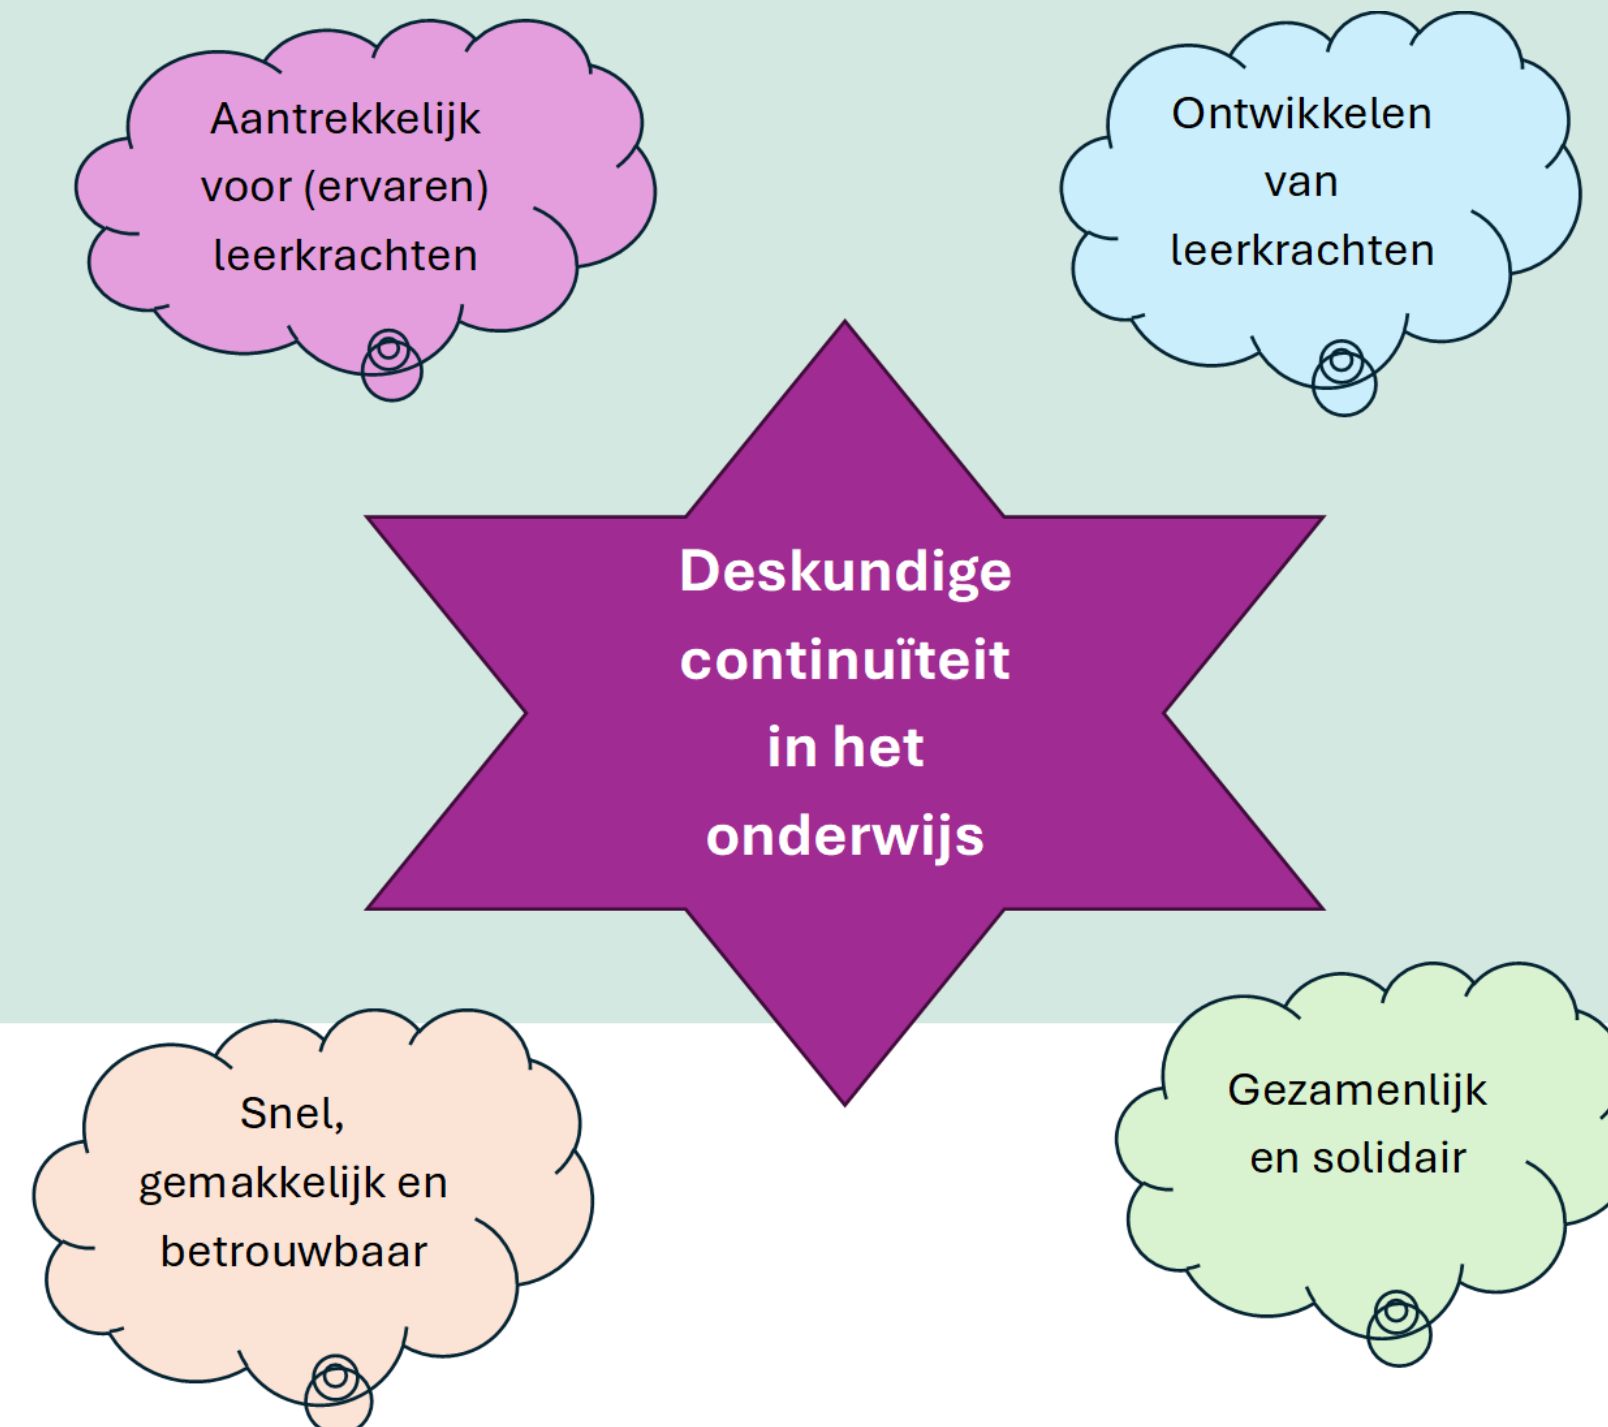 Aantrekkelijk
voor (ervaren)
leerkrachten
Ontwikkelen
van
leerkrachten
Deskundige
continuïteit
in het
onderwijs
Snel,
gemakkelijk en
betrouwbaar
Gezamenlijk
en solidair